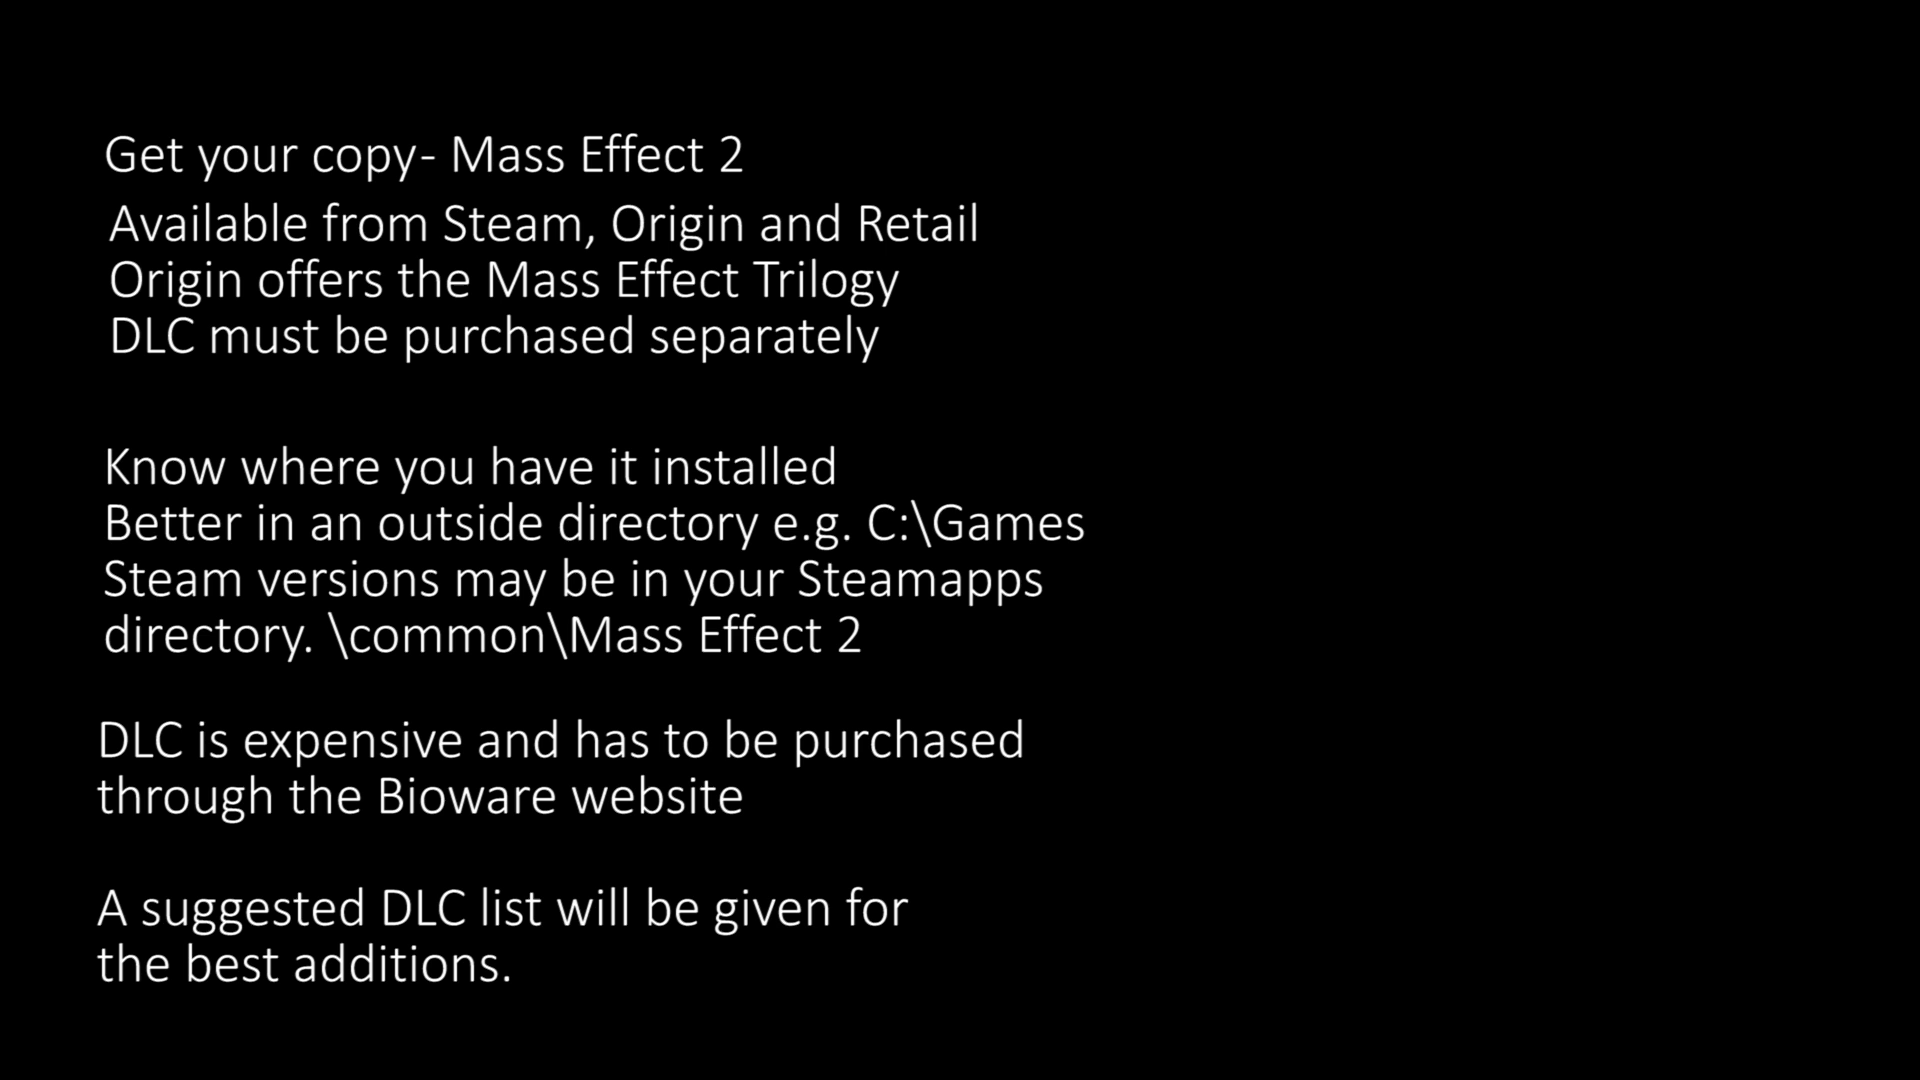 Get your copy- Mass Effect 2
Available from Steam, Origin and Retail
Origin offers the Mass Effect Trilogy
DLC must be purchased separately
Know where you have it installed
Better in an outside directory e.g. C:\Games
Steam versions may be in your Steamapps
directory. \common\Mass Effect 2
DLC is expensive and has to be purchased
through the Bioware website
A suggested DLC list will be given for
the best additions.